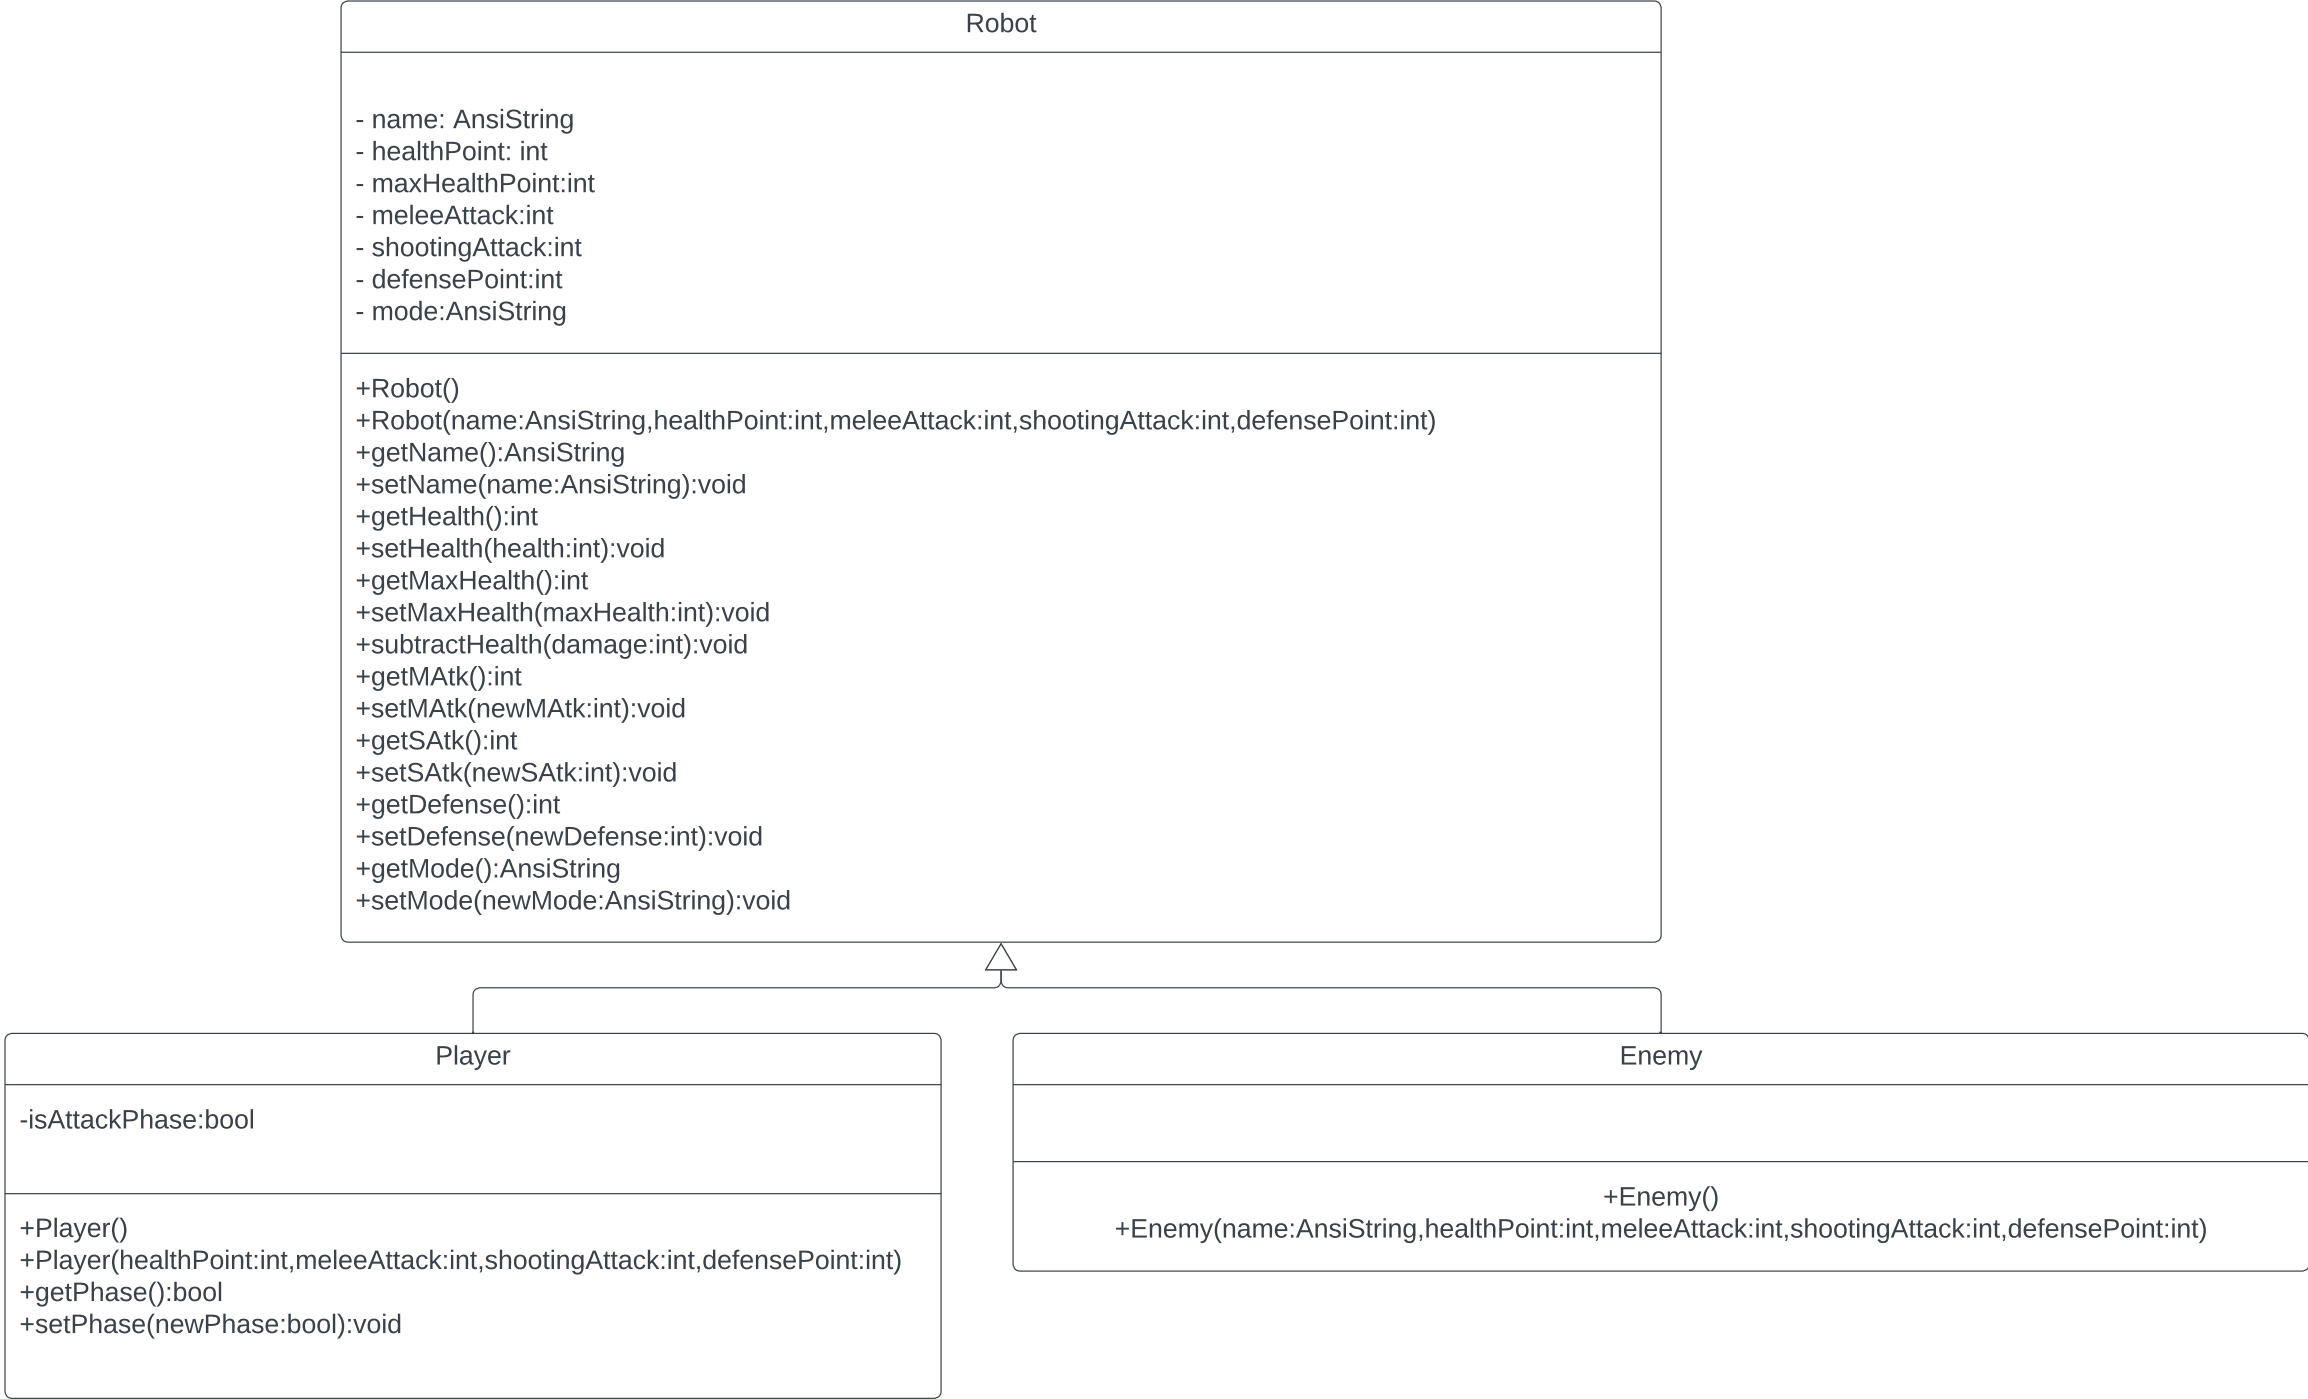 Robot
- name: AnsiString
- healthPoint: int
- maxHealthPoint:int
- meleeAttack:int
- shootingAttack:int
- defensePoint:int
- mode:AnsiString
+Robot()
+Robot(name:AnsiString,healthPoint:int,meleeAttack:int,shootingAttack:int,defensePoint:int)
+getName():AnsiString
+setName(name:AnsiString):void
+getHealth():int
+setHealth(health:int):void
+getMaxHealth():int
+setMaxHealth(maxHealth:int):void
+subtractHealth(damage:int):void
+getMAtk():int
+setMAtk(newMAtk:int):void
+getSAtk():int
+setSAtk(newSAtk:int):void
+getDefense():int
+setDefense(newDefense:int):void
+getMode():AnsiString
+setMode(newMode:AnsiString):void
Player
-isAttackPhase:bool
+Player()
+Player(healthPoint:int,meleeAttack:int,shootingAttack:int,defensePoint:int)
+getPhase():bool
+setPhase(newPhase:bool):void
Enemy
+Enemy()
+Enemy(name:AnsiString,healthPoint:int,meleeAttack:int,shootingAttack:int,defensePoint:int)